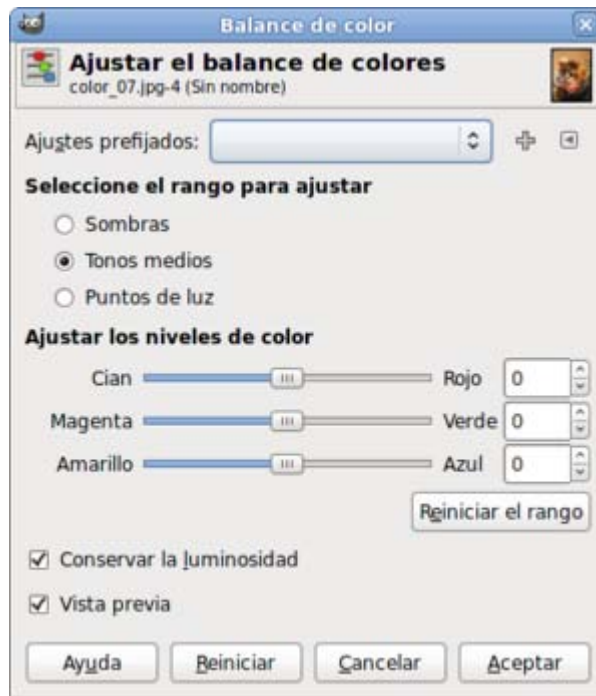 Balance de color
Ajustar el balance de colores
color_07.jpg-4 (Sin nombre)
Ajustes prefijados:
Seleccione el rango para ajustar
Sombras
Tonos medios
Puntos de luz
Ajustar los niveles de color
Cian Rojo 0
Magenta Verde 0
Amarillo Azul 0
Reiniciar el rango
Conservar la luminosidad
Vista previa
Ayuda Reiniciar Cancelar Aceptar